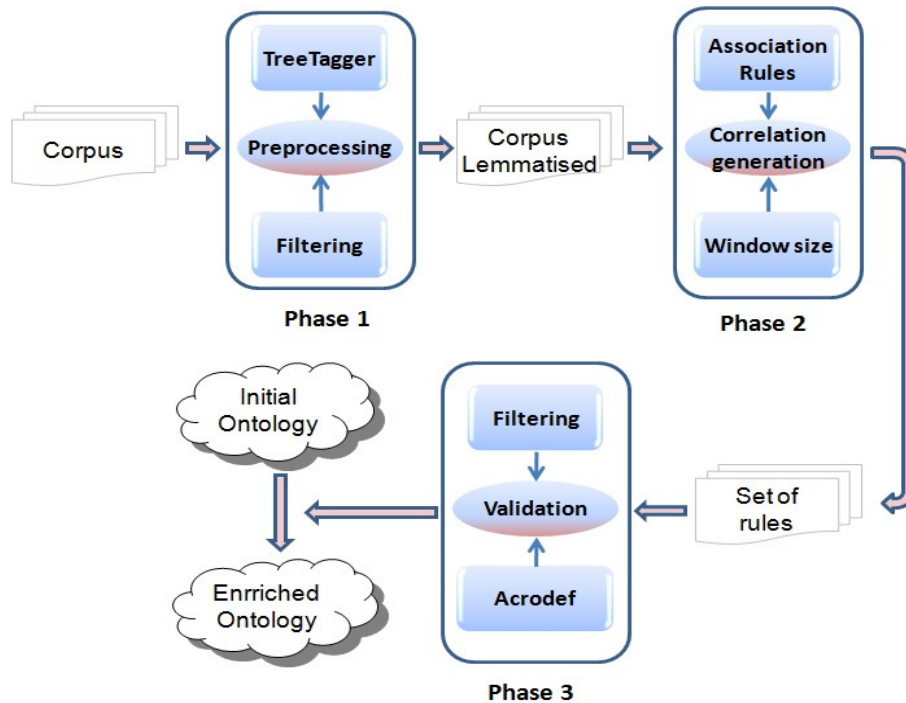 TreeTagger
Corpus
Preprocessing
Filtering
Phase 1
Corpus
Lemmatised
Association
Rules
Correlation
generation
Window size
Phase 2
Initial
Ontology
Enrriched
Ontology
Filtering
Validation
Acrodef
Phase 3
Set of
rules